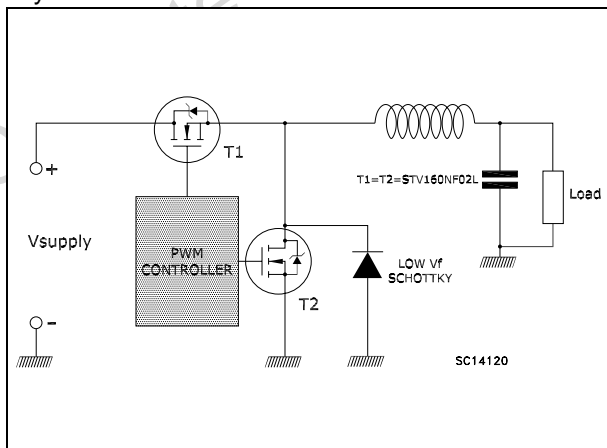 +
T1
T1=T2=STV160NF02L
Load
Vsupply
PWM
CONTROLLER
LOW Vf
SCHOTTKY
-
T2
SC14120